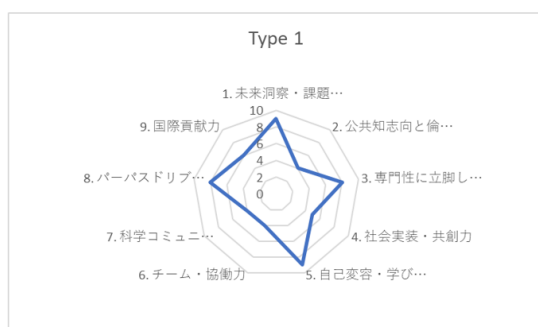 Type 1
1. 未来洞察・課題…
2. 公共知志向と倫…
3. 専門性に立脚し…
4. 社会実装・共創力
5. 自己変容・学び…
6. チーム・協働力
7. 科学コミュニ…
8. パーパスドリブ…
9. 国際貢献力
10
8
6
4
2
0